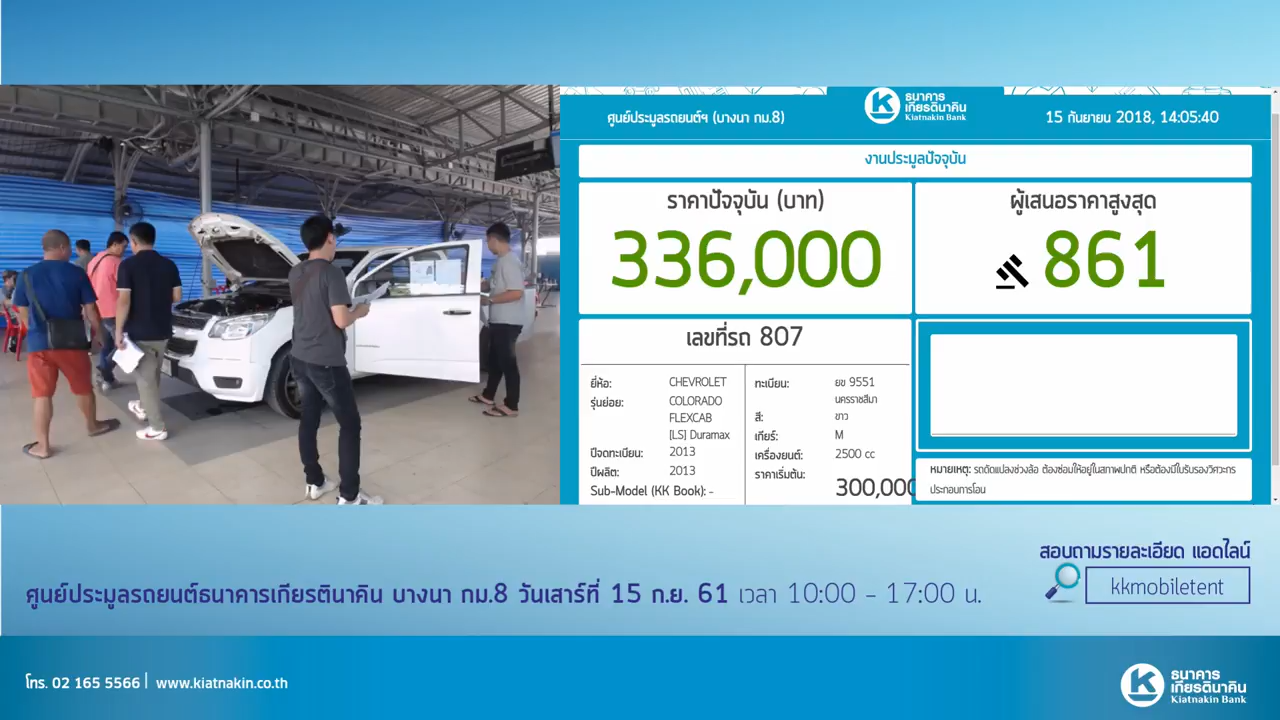 ศูนย์ประมูลรถยนต์ฯ (บางนา กม.8)
ธนาคาร
เกียรตินาคิน
Kiatnakin Bank
15 กันยายน 2018, 14:05:40
งานประมูลปัจจุบัน
ราคาปัจจุบัน (บาท)
336,000
ผู้เสนอราคาสูงสุด
861
เลขที่รถ 807
ยี่ห้อ: CHEVROLET
รุ่นย่อย: COLORADO
FLEXCAB
[LS] Duramax
ปีจดทะเบียน: 2013
ปีผลิต: 2013
Sub-Model (KK Book): -
ทะเบียน: ยข 9551
นครราชสีมา
สี: ขาว
เกียร์: M
เครื่องยนต์: 2500 cc
ราคาเริ่มต้น:
300,000
หมายเหตุ: รถดัดแปลงช่วงล้อ ต้องซ่อมให้อยู่ในสภาพปกติ หรือต้องมีใบรับรองวิศวะกร
ประกอบการโอน
สอบถามรายละเอียด แอดไลน์
kkmobiletent
ศูนย์ประมูลรถยนต์ธนาคารเกียรตินาคิน บางนา กม.8 วันเสาร์ที่ 15 ก.ย. 61 เวลา 10:00 - 17:00 น.
โทร. 02 165 5566 | www.kiatnakin.co.th
ธนาคาร
เกียรตินาคิน
Kiatnakin Bank